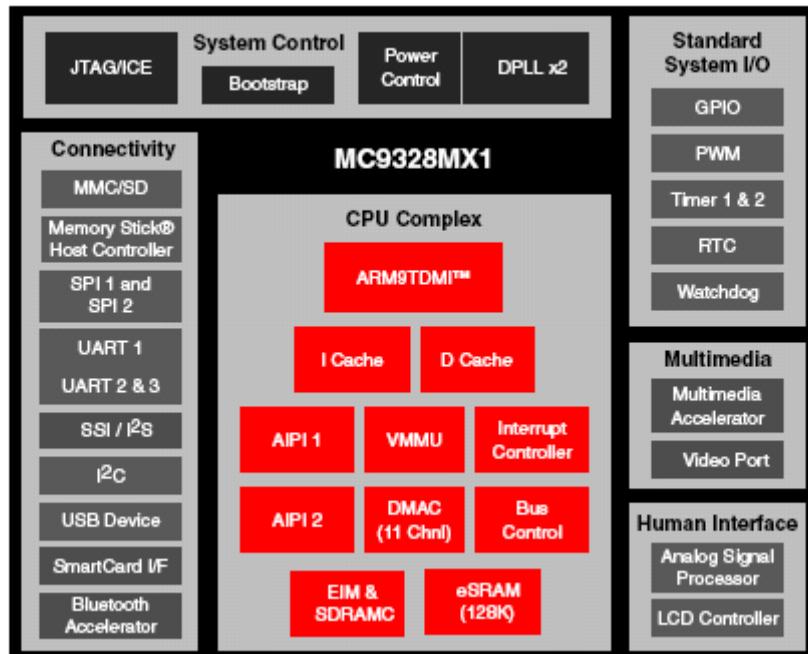 System Control
JTAG/ICE
Bootstrap
Power
Control
DPLL x2
Standard
System I/O
GPIO
PWM
Timer 1 & 2
RTC
Watchdog
Connectivity
MMC/SD
Memory Stick®
Host Controller
SPI 1 and
SPI 2
UART 1
UART 2 & 3
SSI / I²S
I²C
USB Device
SmartCard I/F
Bluetooth
Accelerator
MC9328MX1
CPU Complex
ARM9TDMI™
I Cache
D Cache
AIPI 1
VMMU
Interrupt
Controller
AIPI 2
DMAC
(11 Chnl)
Bus
Control
EIM &
SDRAMC
eSRAM
(128K)
Multimedia
Multimedia
Accelerator
Video Port
Human Interface
Analog Signal
Processor
LCD Controller